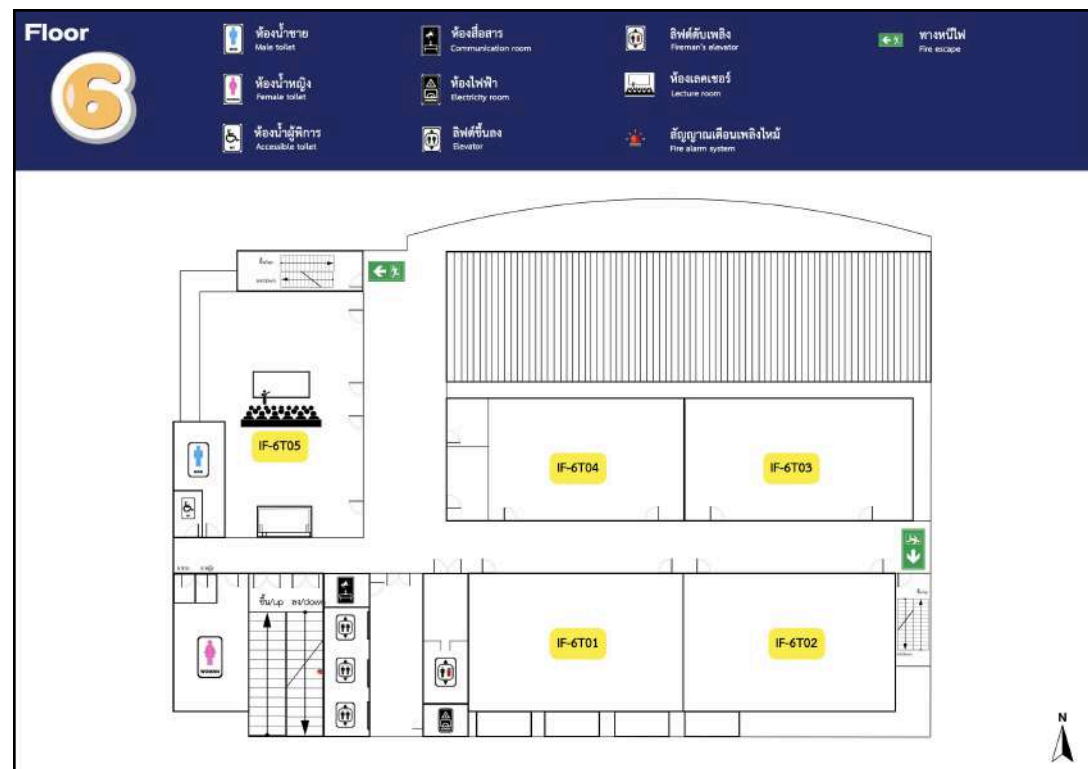 Floor
6
ห้องน้ำชาย
Male toilet
ห้องน้ำหญิง
Female toilet
ห้องน้ำผู้พิการ
Accessible toilet
ห้องสื่อสาร
Communication room
ห้องไฟฟ้า
Electricity room
ลิฟต์ขึ้นลง
Elevator
ลิฟต์ดับเพลิง
Fireman's elevator
ห้องเลคเชอร์
Lecture room
สัญญาณเตือนเพลิงไหม้
Fire alarm system
ทางหนีไฟ
Fire escape
IF-6T05
IF-6T04
IF-6T03
ขึ้น/up
ลง/down
IF-6T01
IF-6T02
WOMEN
N